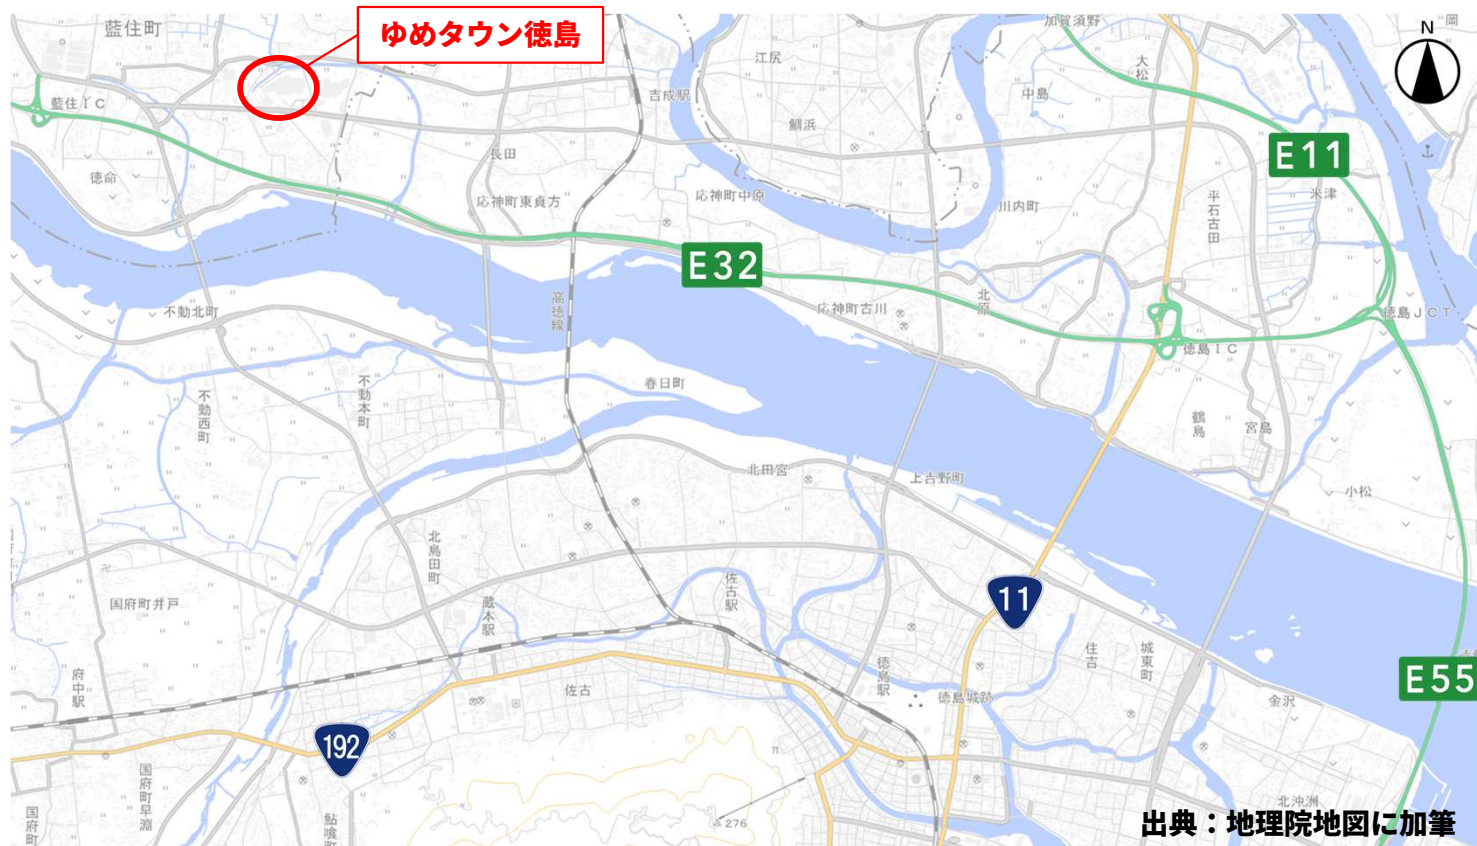 ゆめタウン徳島
N
藍住町
加賀須野
岡
江尻
大松
藍住IC
吉成駅
中島
鯛浜
E11
長田
徳命
応神町東貞方
応神町中原
川内町
平石古田
米津
E32
高徳線
不動北町
応神町古川
北原
徳島JCT
徳島IC
春日町
不動西町
不動本町
鶴島
宮島
北田宮
上吉野町
小松
北島田町
国府町井戸
蔵本駅
佐古駅
11
住吉
城東町
府中駅
佐古
徳島駅
徳島城跡
E55
金沢
192
国府町早淵
国府町
鮎喰町
276
北沖洲
出典：地理院地図に加筆